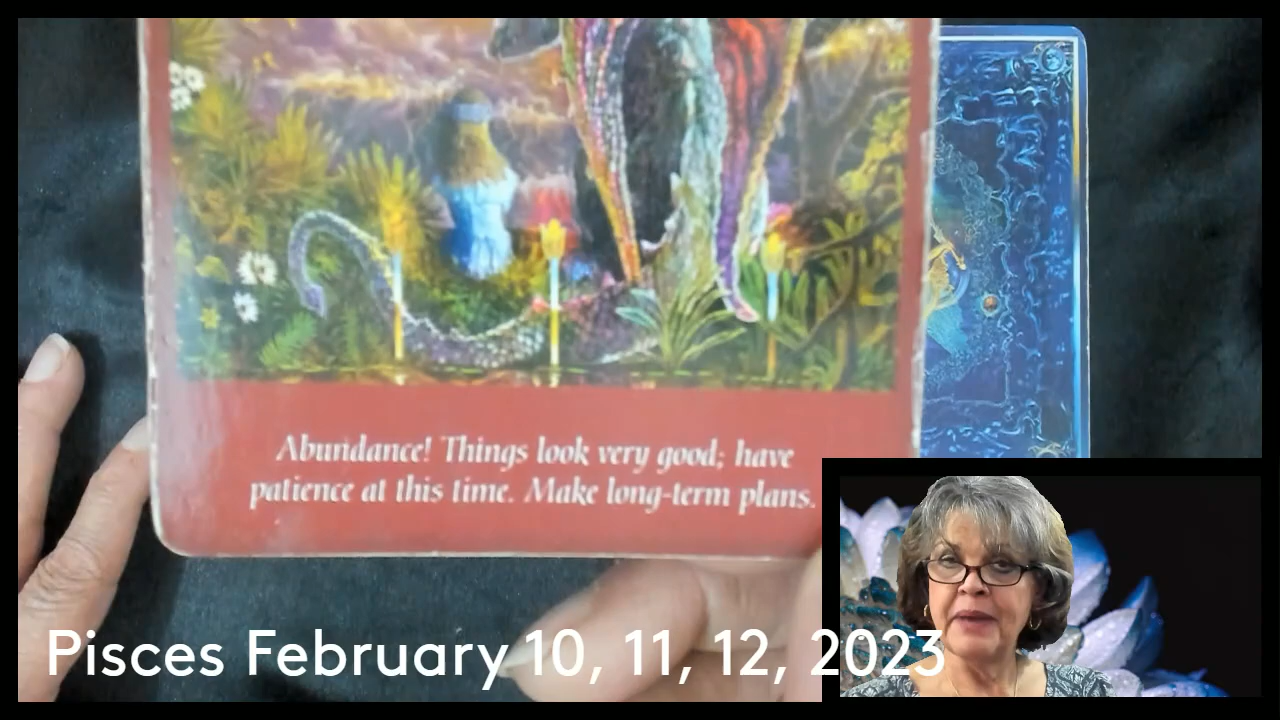 Abundance! Things look very good; have
patience at this time. Make long-term plans.
Pisces February 10, 11, 12, 2023